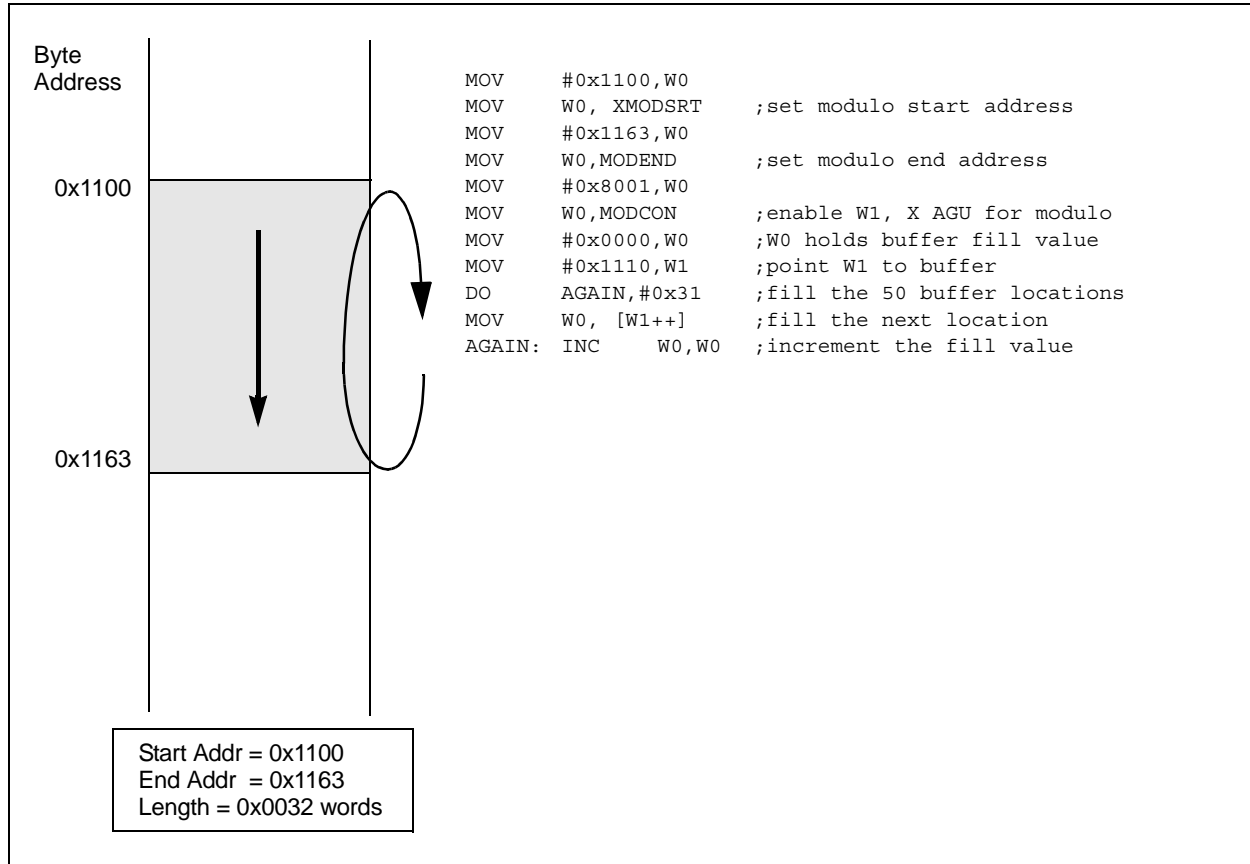 Byte
Address
0x1100
0x1163
MOV #0x1100,W0
MOV W0, XMODSRT ;set modulo start address
MOV #0x1163,W0
MOV W0,MODEND ;set modulo end address
MOV #0x8001,W0
MOV W0,MODCON ;enable W1, X AGU for modulo
MOV #0x0000,W0 ;W0 holds buffer fill value
MOV #0x1110,W1 ;point W1 to buffer
DO AGAIN,#0x31 ;fill the 50 buffer locations
MOV W0, [W1++] ;fill the next location
AGAIN: INC W0,W0 ;increment the fill value
Start Addr = 0x1100
End Addr = 0x1163
Length = 0x0032 words